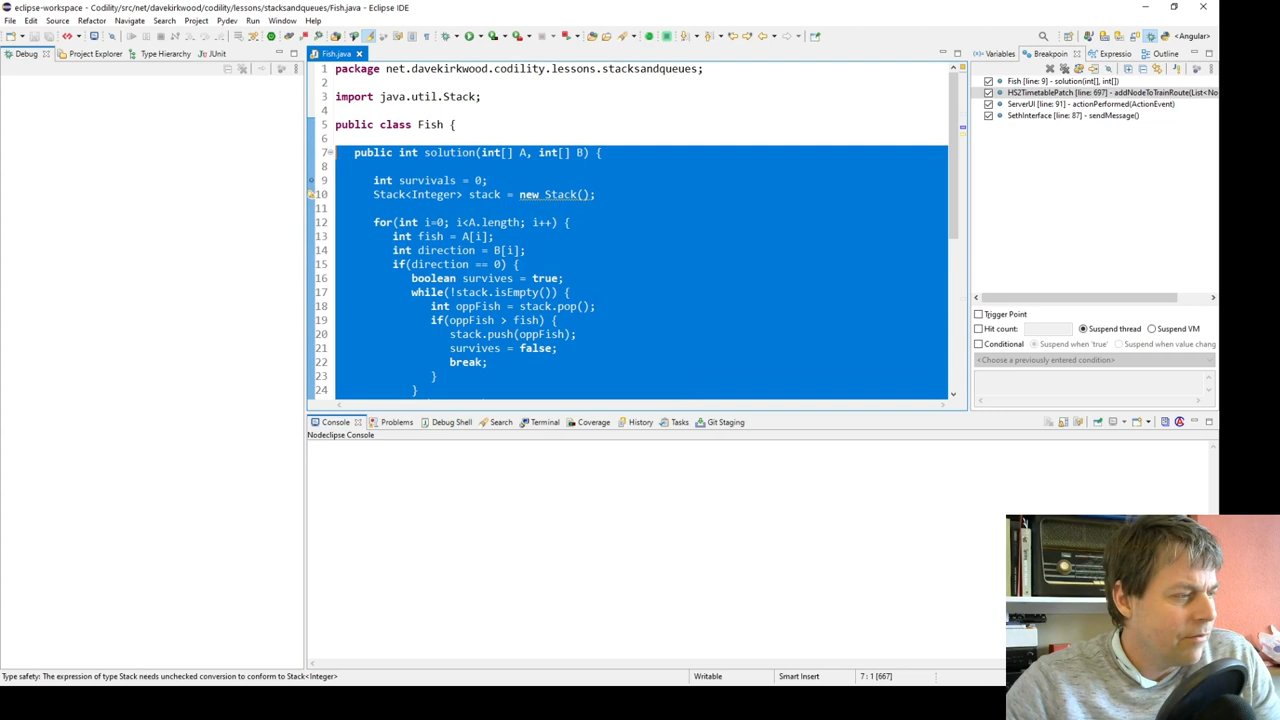 eclipse-workspace - Codility/src/net/davekirkwood/codility/lessons/stacksandqueues/Fish.java - Eclipse IDE
File Edit Source Refactor Navigate Search Project Pydev Run Window Help
<Angular>
Debug Project Explorer Type Hierarchy JUnit
Fish.java
Variables Breakpoint Expressio Outline
1 package net.davekirkwood.codility.lessons.stacksandqueues;
2
3 import java.util.Stack;
4
5 public class Fish {
6
7 public int solution(int[] A, int[] B) {
8
9 int survivals = 0;
10 Stack<Integer> stack = new Stack();
11
12 for(int i=0; i<A.length; i++) {
13 int fish = A[i];
14 int direction = B[i];
15 if(direction == 0) {
16 boolean survives = true;
17 while(!stack.isEmpty()) {
18 int oppFish = stack.pop();
19 if(oppFish > fish) {
20 stack.push(oppFish);
21 survives = false;
22 break;
23 }
24 }
Fish [line: 9] - solution(int[], int[])
HS2TimetablePatch [line: 697] - addNodeToTrainRoute(List<No
ServerUI [line: 91] - actionPerformed(ActionEvent)
SethInterface [line: 87] - sendMessage()
Trigger Point
Hit count: Suspend thread Suspend VM
Conditional Suspend when 'true' Suspend when value chang
<Choose a previously entered condition>
Console Problems Debug Shell Search Terminal Coverage History Tasks Git Staging
Nodeclipse Console
Type safety: The expression of type Stack needs unchecked conversion to conform to Stack<Integer>
Writable Smart Insert 7 : 1 [667]